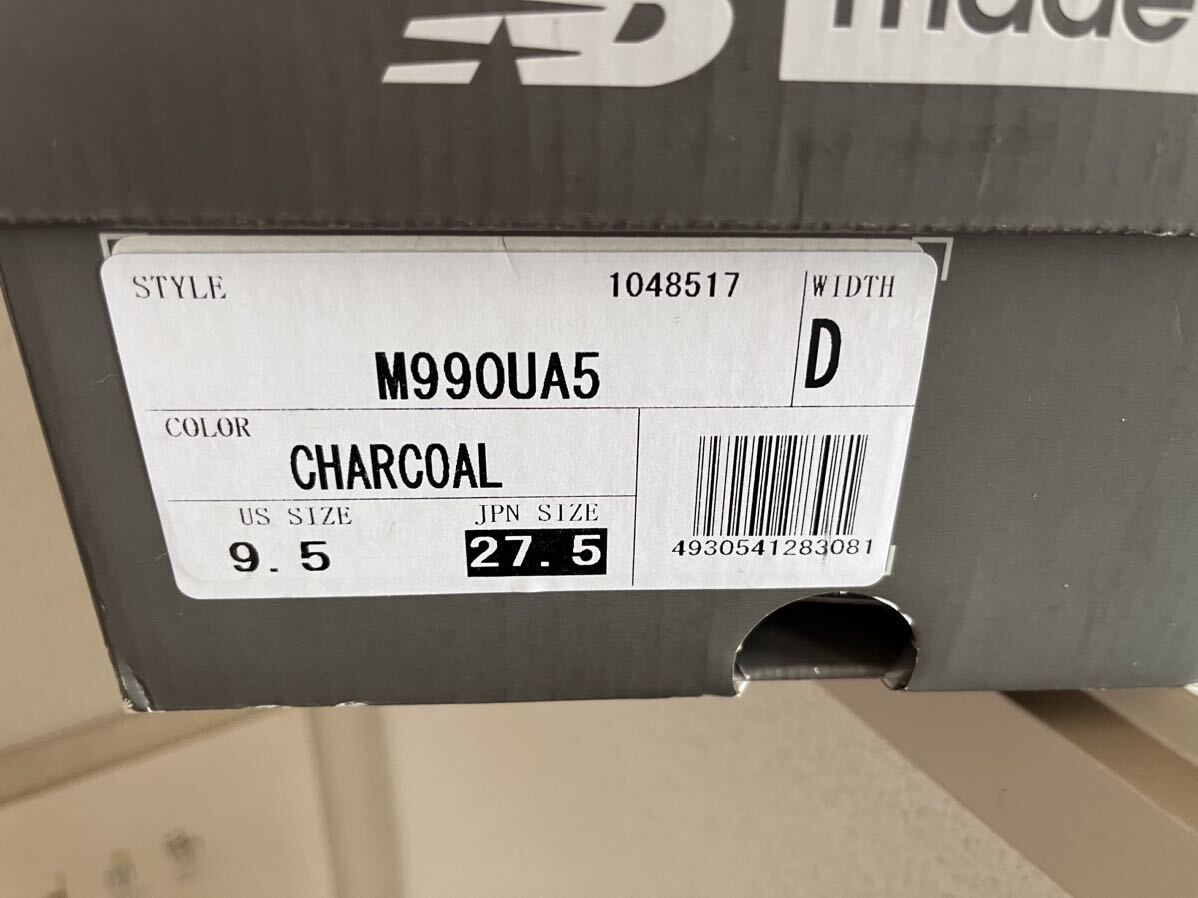 made
STYLE 1048517 WIDTH
M990UA5 D
COLOR
CHARCOAL
US SIZE JPN SIZE
9.5 27.5
4930541283081